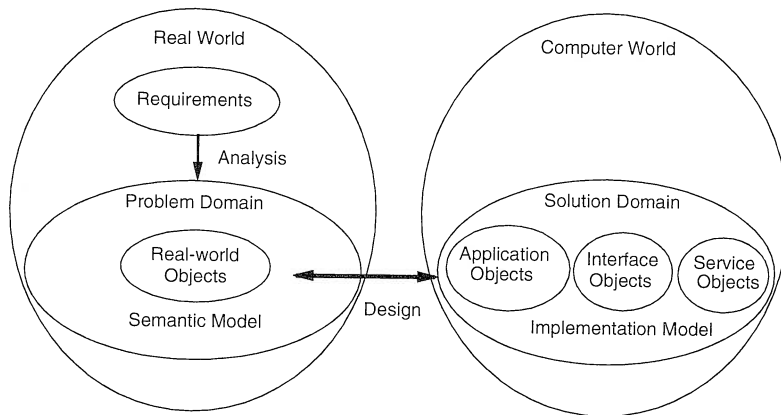 Real World
Requirements
Analysis
Problem Domain
Real-world
Objects
Semantic Model
Design
Computer World
Solution Domain
Application
Objects
Interface
Objects
Service
Objects
Implementation Model